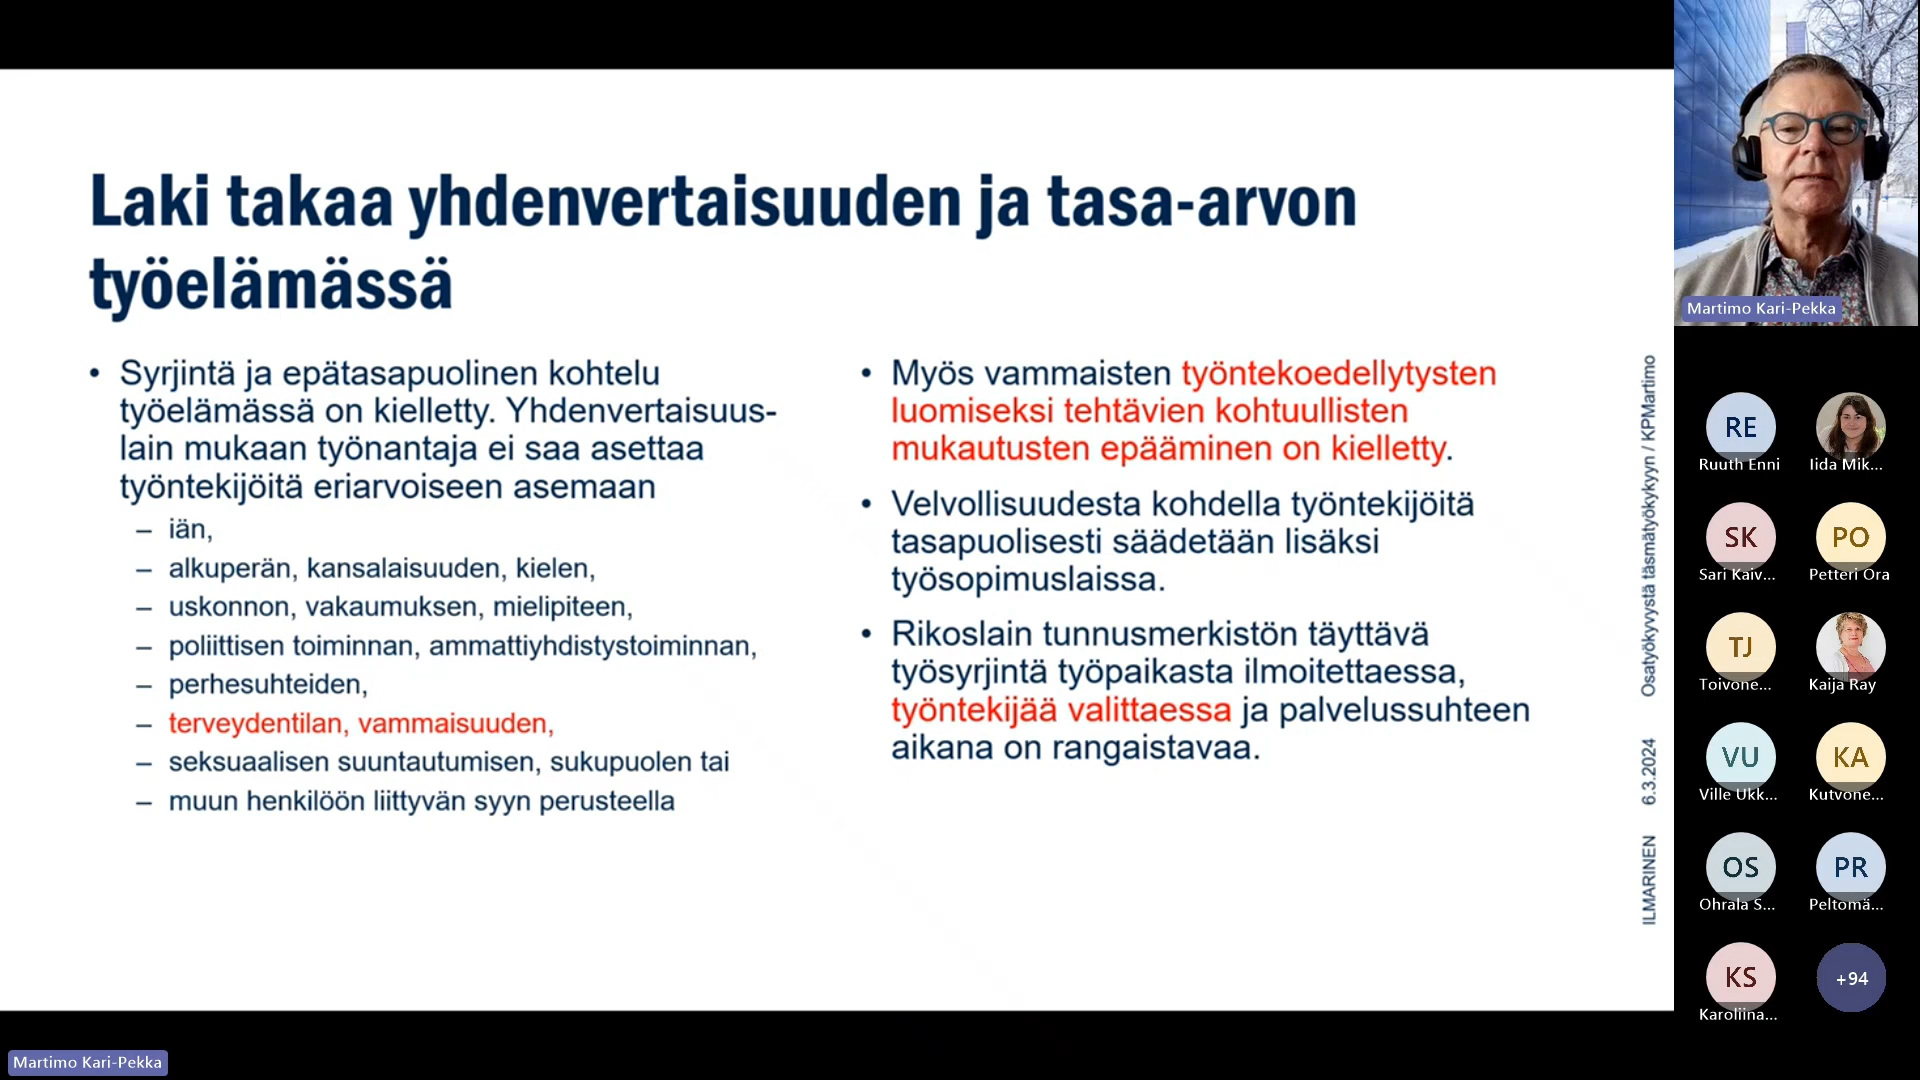 Laki takaa yhdenvertaisuuden ja tasa-arvon
työelämässä
• Syrjintä ja epätasapuolinen kohtelu
työelämässä on kielletty. Yhdenvertaisuus-
lain mukaan työnantaja ei saa asettaa
työntekijöitä eriarvoiseen asemaan
– iän,
– alkuperän, kansalaisuuden, kielen,
– uskonnon, vakaumuksen, mielipiteen,
– poliittisen toiminnan, ammattiyhdistystoiminnan,
– perhesuhteiden,
– terveydentilan, vammaisuuden,
– seksuaalisen suuntautumisen, sukupuolen tai
– muun henkilöön liittyvän syyn perusteella
• Myös vammaisten työntekoedellytysten
luomiseksi tehtävien kohtuullisten
mukautusten epääminen on kielletty.
• Velvollisuudesta kohdella työntekijöitä
tasapuolisesti säädetään lisäksi
työsopimuslaissa.
• Rikoslain tunnusmerkistön täyttävä
työsyrjintä työpaikasta ilmoitettaessa,
työntekijää valittaessa ja palvelussuhteen
aikana on rangaistavaa.
ILMARINEN 6.3.2024 Osatyökyvystä täsmätyökykyyn / KPMartimo
Martimo Kari-Pekka
RE
Ruuth Enni
Iida Mik...
SK
Sari Kaiv...
PO
Petteri Ora
TJ
Toivone...
Kaija Ray
VU
Ville Ukk...
KA
Kutvone...
OS
Ohrala S...
PR
Peltomä...
KS
Karoliina...
+94
Martimo Kari-Pekka